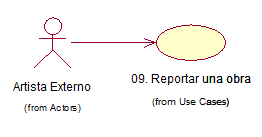 Artista Externo
(from Actors)
09. Reportar una obra
(from Use Cases)